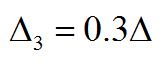 Δ₃ = 0.3Δ